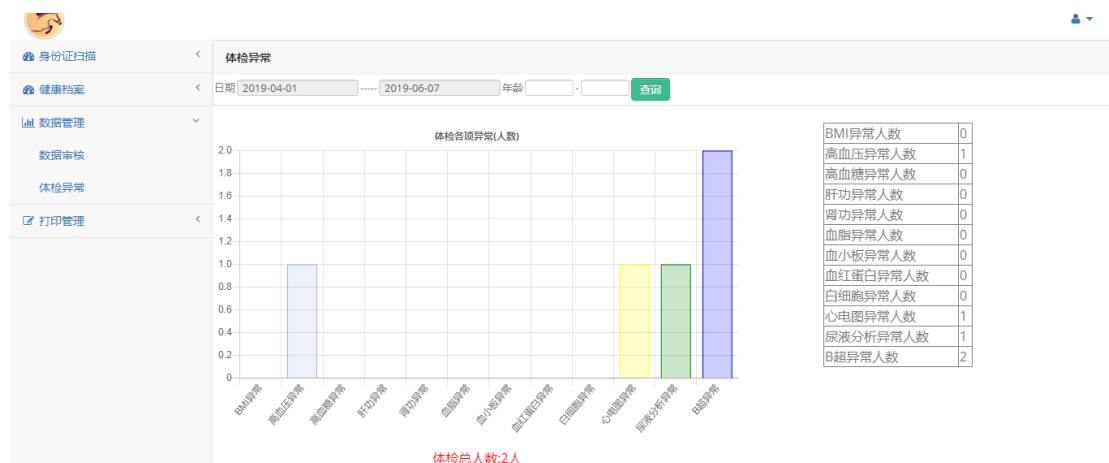 身份证扫描
健康档案
数据管理
数据审核
体检异常
打印管理
体检异常
日期 2019-04-01 ----- 2019-06-07 年龄 - 查询
体检各项异常(人数)
2.0
1.8
1.6
1.4
1.2
1.0
0.8
0.6
0.4
0.2
0
BMI异常
高血压异常
高血糖异常
肝功异常
肾功异常
血脂异常
血小板异常
血红蛋白异常
白细胞异常
心电图异常
尿液分析异常
B超异常
体检总人数:2人
BMI异常人数 0
高血压异常人数 1
高血糖异常人数 0
肝功异常人数 0
肾功异常人数 0
血脂异常人数 0
血小板异常人数 0
血红蛋白异常人数 0
白细胞异常人数 0
心电图异常人数 1
尿液分析异常人数 1
B超异常人数 2